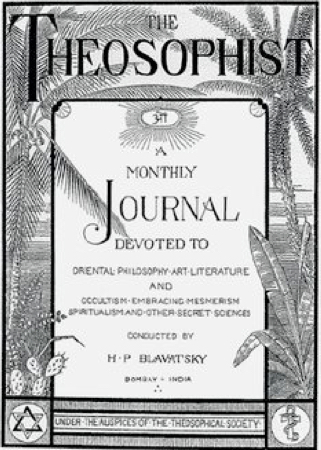 THE
THEOSOPHIST
ओं
A
MONTHLY
JOURNAL
DEVOTED TO
ORIENTAL·PHILOSOPHY·ART·LITERATURE
AND
OCCULTISM·EMBRACING·MESMERISM
SPIRITUALISM·AND·OTHER·SECRET·SCIENCES
CONDUCTED BY
H·P BLAVATSKY
BOMBAY·INDIA
UNDER·THE·AUSPICES·OF·THE·THEOSOPHICAL·SOCIETY·